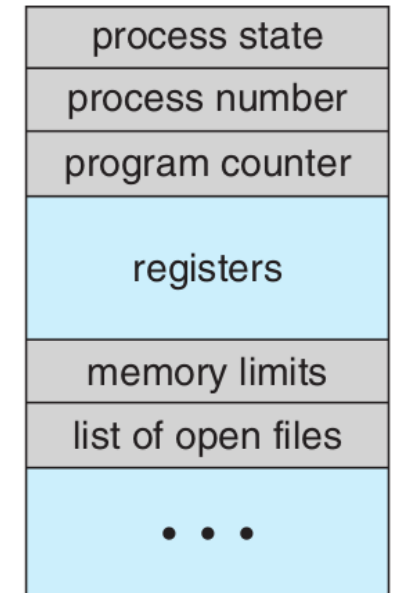 process state
process number
program counter
registers
memory limits
list of open files
• • •